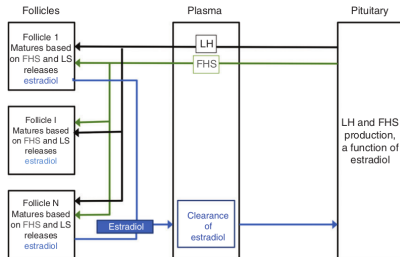 Follicles
Plasma
Pituitary
Follicle 1
Matures based
on FHS and LS
releases
estradiol
LH
FHS
Follicle I
Matures based
on FHS and LS
releases
estradiol
LH and FHS
production,
a function of
estradiol
Follicle N
Matures based
on FHS and LS
releases
estradiol
Estradiol
Clearance
of
estradiol